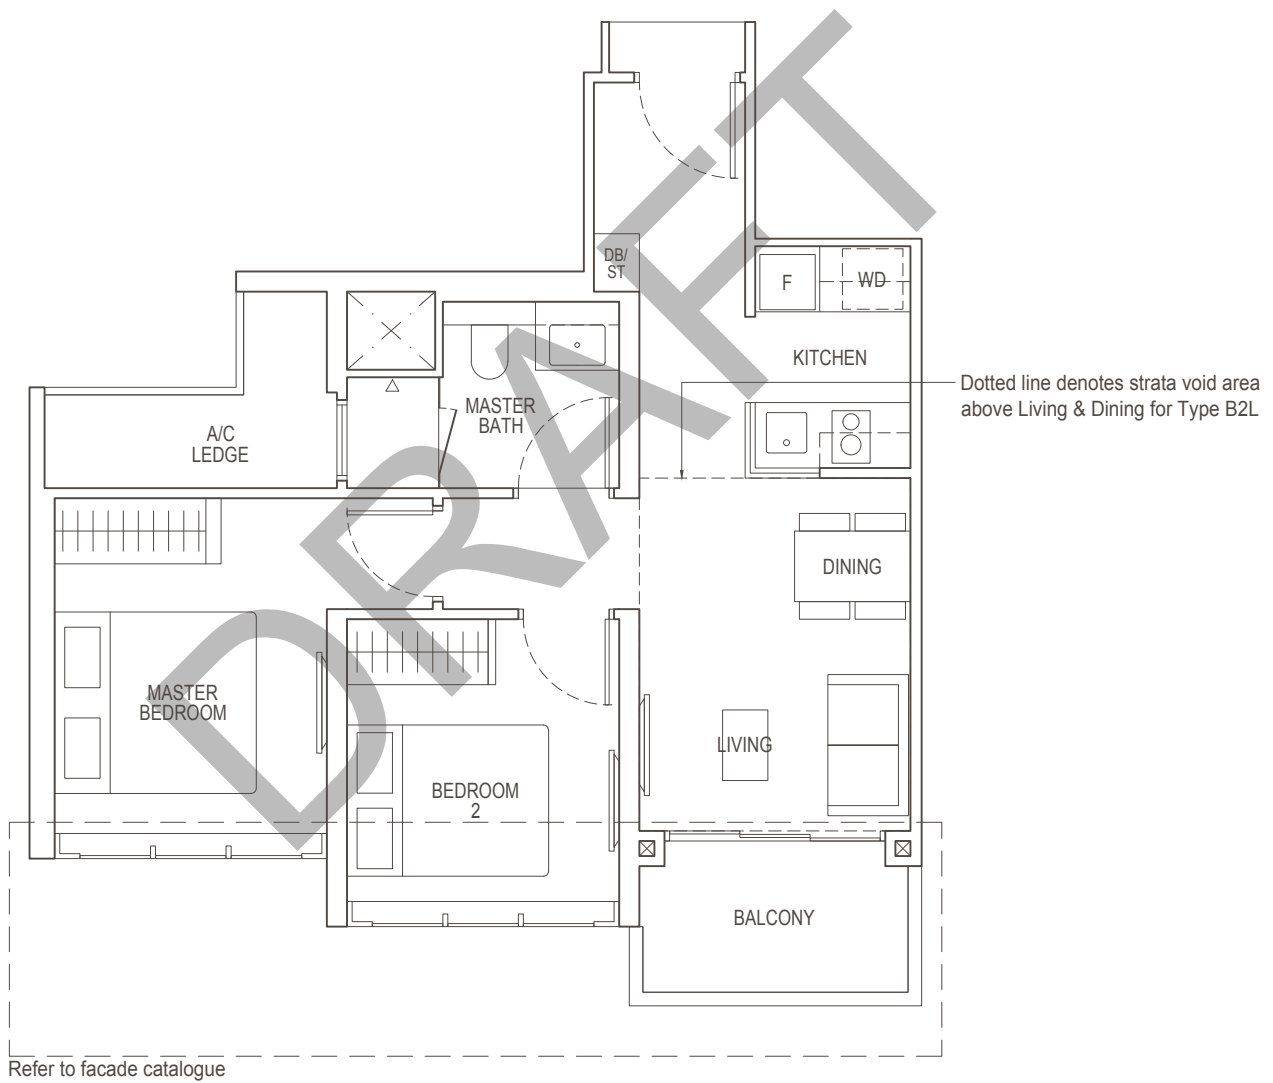 DRAFT
DB/
ST
F
WD
KITCHEN
Dotted line denotes strata void area
above Living & Dining for Type B2L
MASTER
BATH
A/C
LEDGE
DINING
MASTER
BEDROOM
LIVING
BEDROOM
2
BALCONY
Refer to facade catalogue